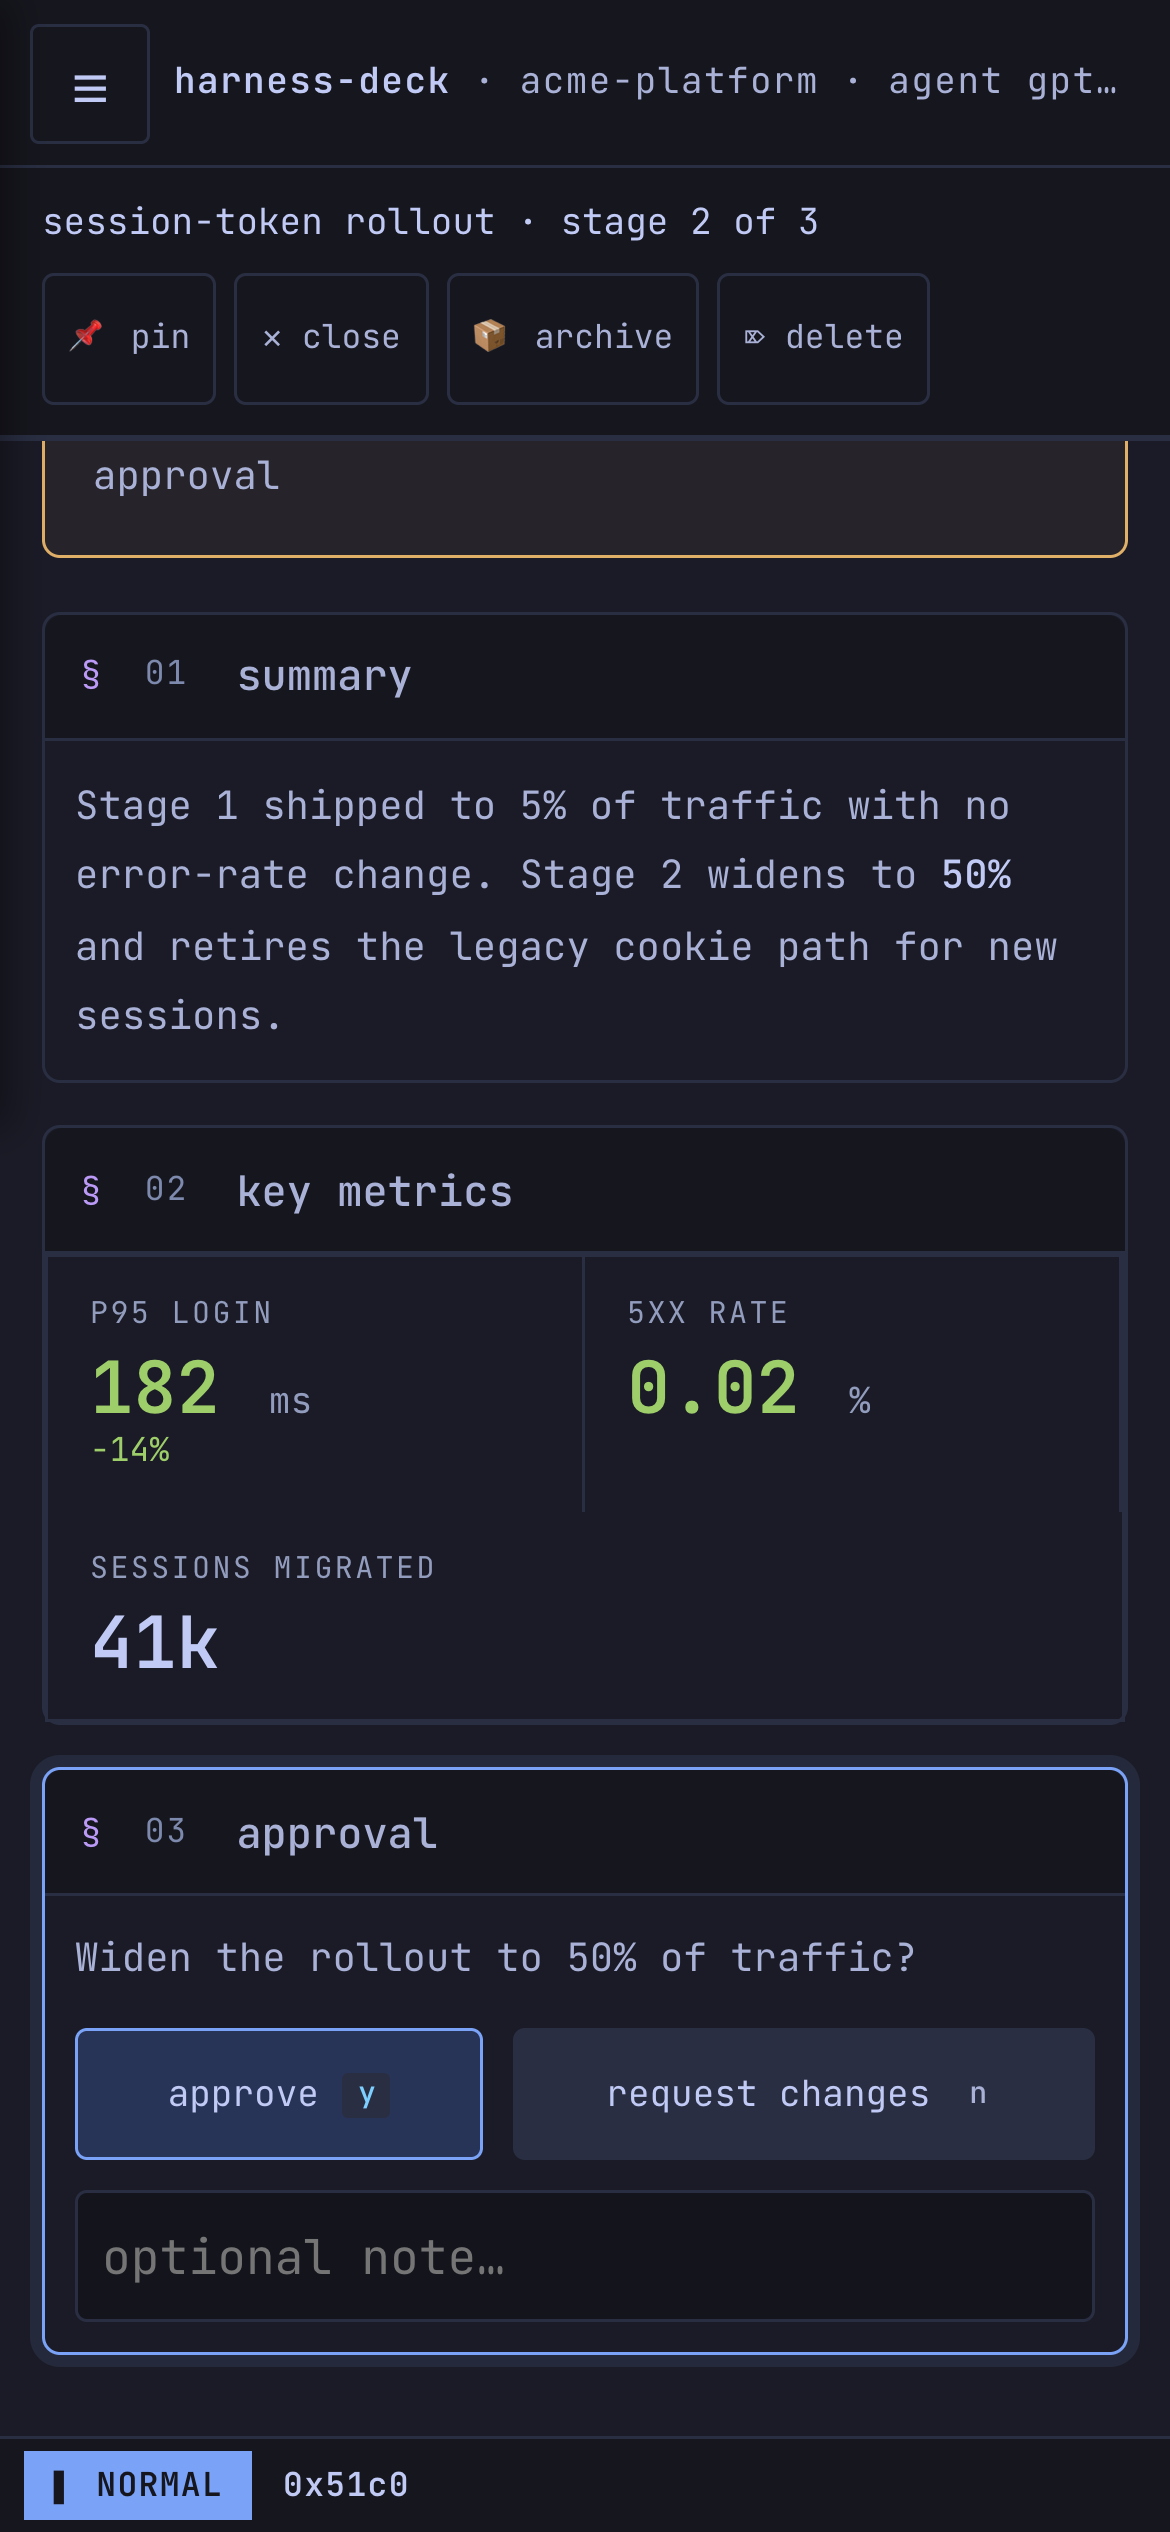 ≡ harness-deck · acme-platform · agent gpt…
session-token rollout · stage 2 of 3
📌 pin × close 📦 archive ⌦ delete
approval
§ 01 summary
Stage 1 shipped to 5% of traffic with no
error-rate change. Stage 2 widens to 50%
and retires the legacy cookie path for new
sessions.
§ 02 key metrics
P95 LOGIN
182 ms
-14%
5XX RATE
0.02 %
SESSIONS MIGRATED
41k
§ 03 approval
Widen the rollout to 50% of traffic?
approve y request changes n
optional note…
▌ NORMAL 0x51c0